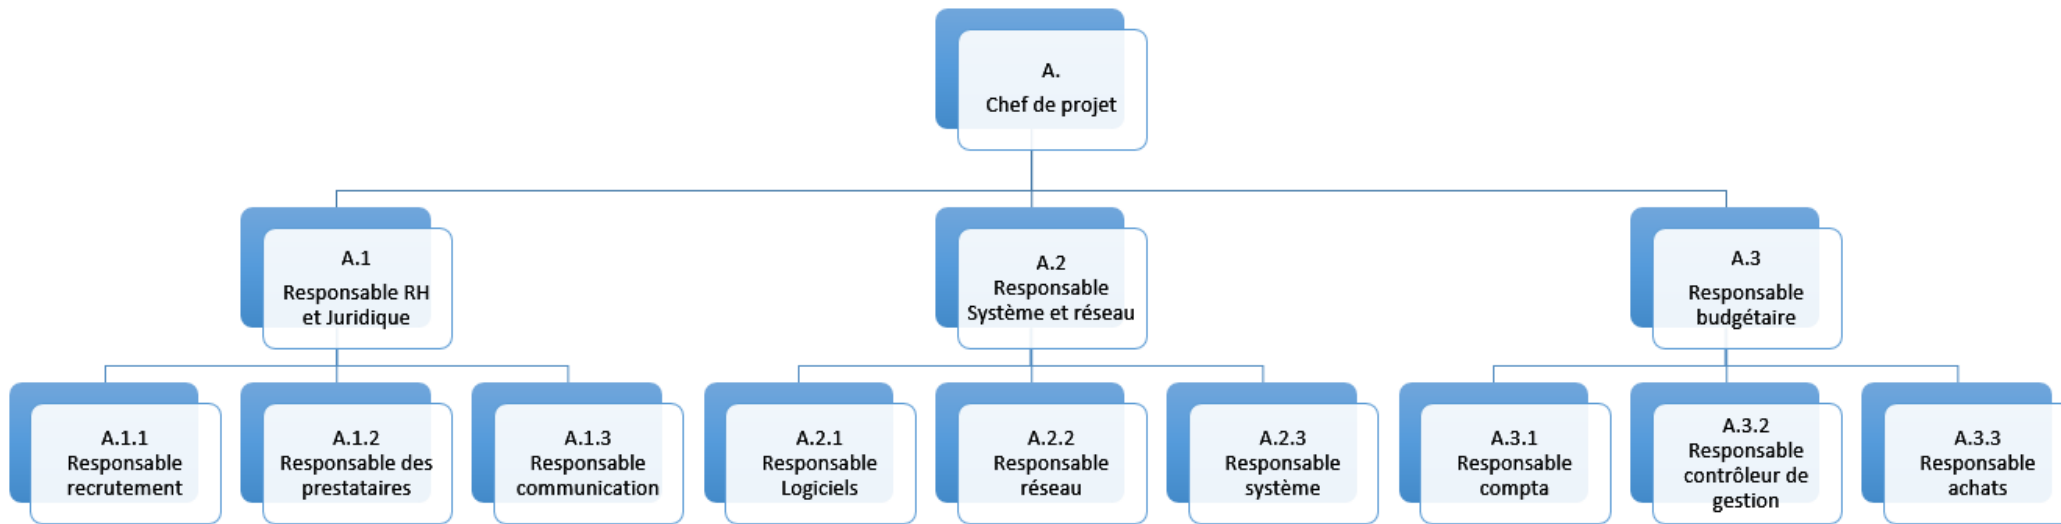 A.
Chef de projet
A.1
Responsable RH
et Juridique
A.2
Responsable
Système et réseau
A.3
Responsable
budgétaire
A.1.1
Responsable
recrutement
A.1.2
Responsable des
prestataires
A.1.3
Responsable
communication
A.2.1
Responsable
Logiciels
A.2.2
Responsable
réseau
A.2.3
Responsable
système
A.3.1
Responsable
compta
A.3.2
Responsable
contrôleur de
gestion
A.3.3
Responsable
achats